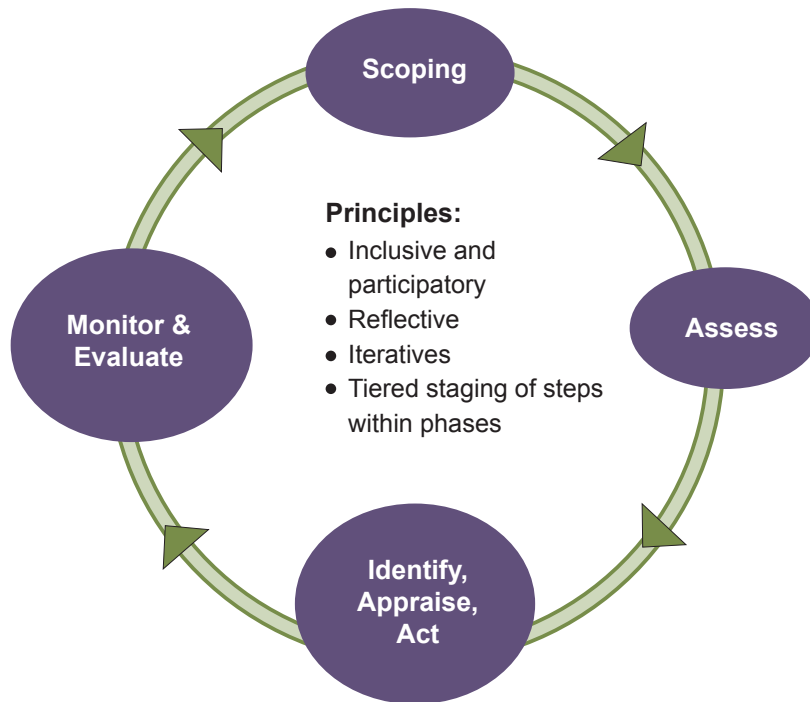 Scoping
Principles:
• Inclusive and
participatory
• Reflective
• Iteratives
• Tiered staging of steps
within phases
Assess
Identify,
Appraise,
Act
Monitor &
Evaluate